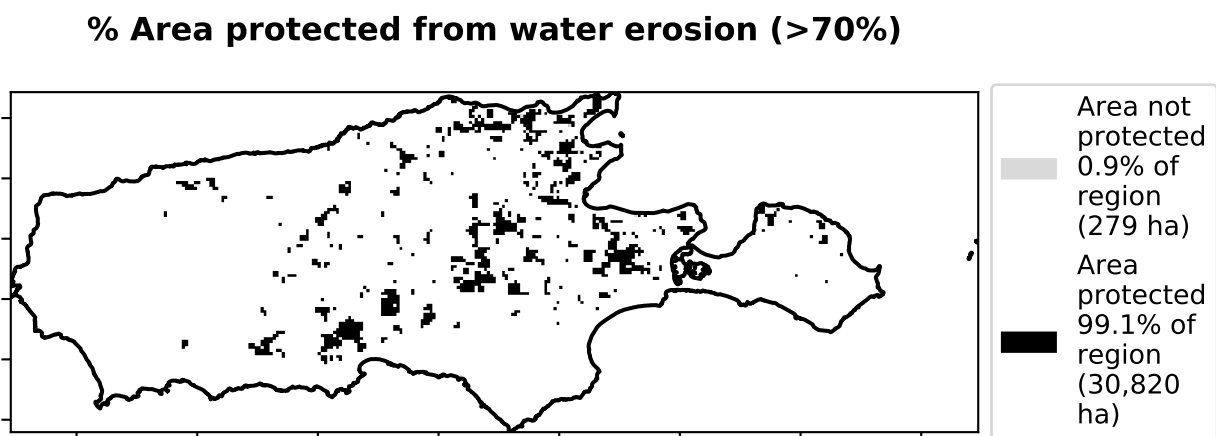 % Area protected from water erosion (>70%)
Area not
protected
0.9% of
region
(279 ha)
Area
protected
99.1% of
region
(30,820
ha)